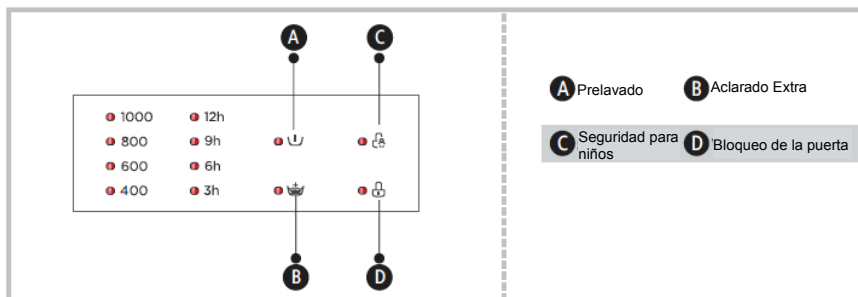 A C
1000 12h
800 9h
600 6h
400 3h
B D
A Prelavado B Aclarado Extra
C Seguridad para niños D Bloqueo de la puerta